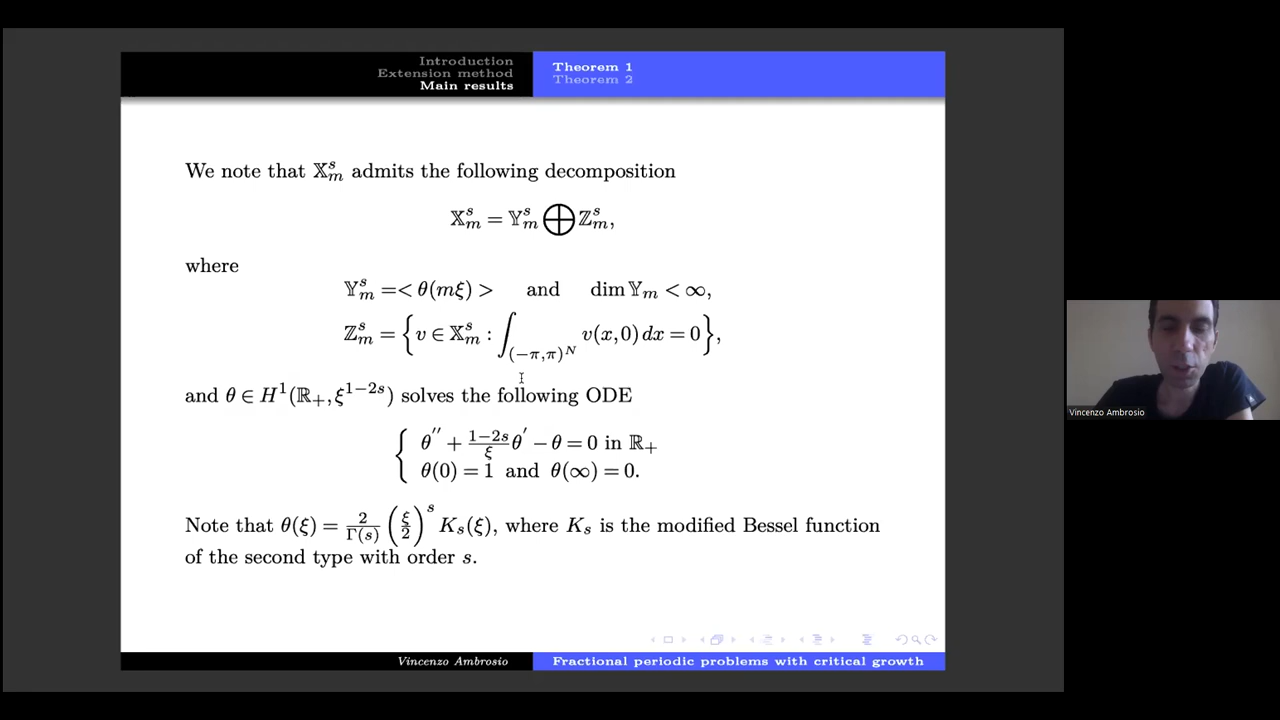 Introduction
Extension method
Main results
Theorem 1
Theorem 2
We note that 𝕏ₘˢ admits the following decomposition
𝕏ₘˢ = 𝕐ₘˢ ⨁ ℤₘˢ,
where
𝕐ₘˢ =< θ(mξ) > and dim 𝕐ₘ < ∞,
ℤₘˢ = {v ∈ 𝕏ₘˢ : ∫_{(−π,π)^N} v(x,0) dx = 0},
and θ ∈ H¹(ℝ₊, ξ^{1−2s}) solves the following ODE
{ θ'' + \frac{1−2s}{ξ} θ' − θ = 0 in ℝ₊
θ(0) = 1 and θ(∞) = 0.
Note that θ(ξ) = \frac{2}{Γ(s)} (\frac{ξ}{2})^s K_s(ξ), where K_s is the modified Bessel function
of the second type with order s.
Vincenzo Ambrosio
Fractional periodic problems with critical growth
Vincenzo Ambrosio